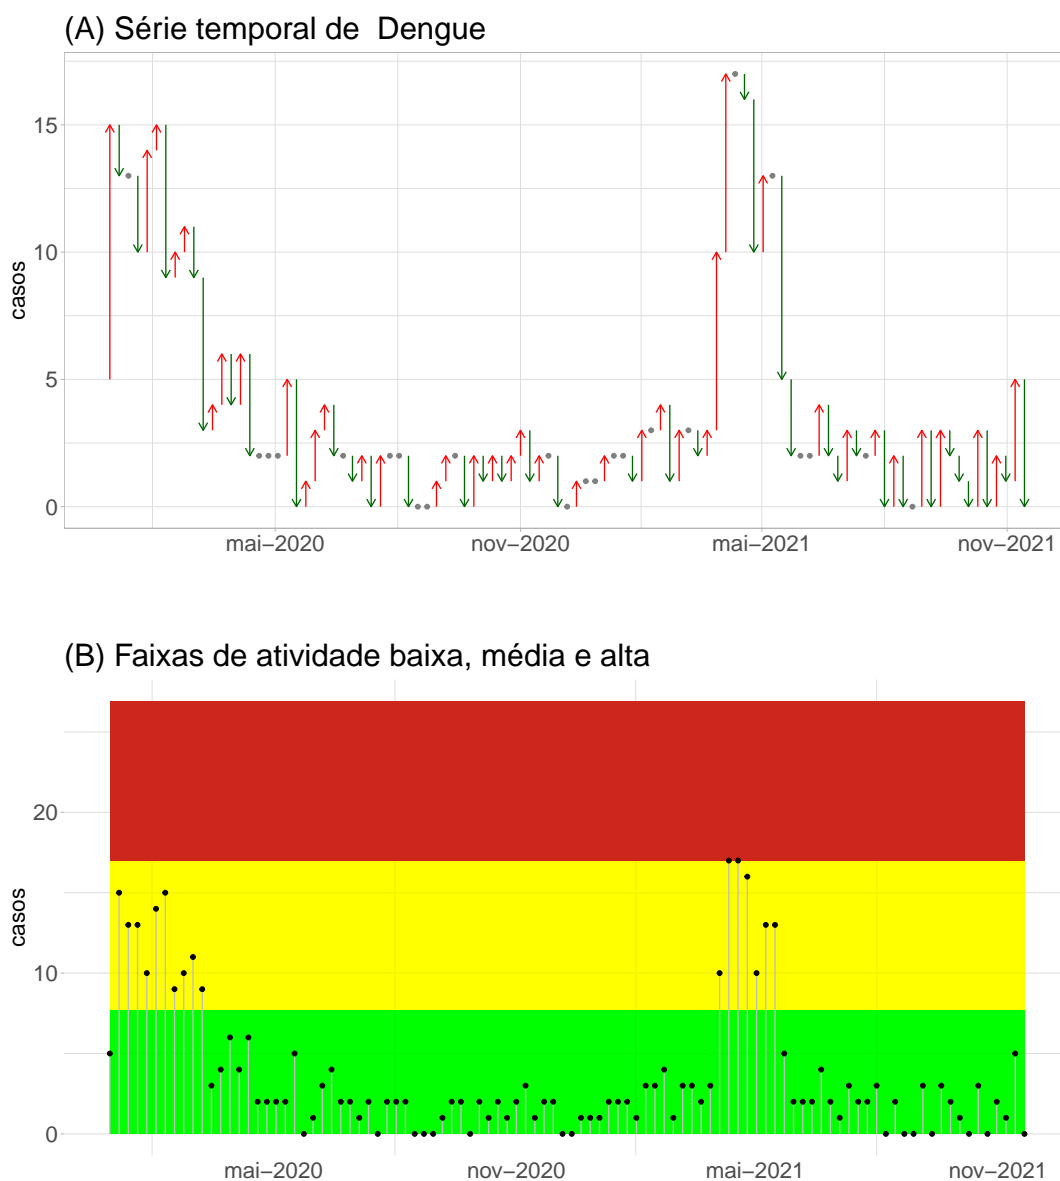 (A) Série temporal de  Dengue
15
10
5
0
casos
mai−2020
nov−2020
mai−2021
nov−2021
(B) Faixas de atividade baixa, média e alta
20
10
0
casos
mai−2020
nov−2020
mai−2021
nov−2021